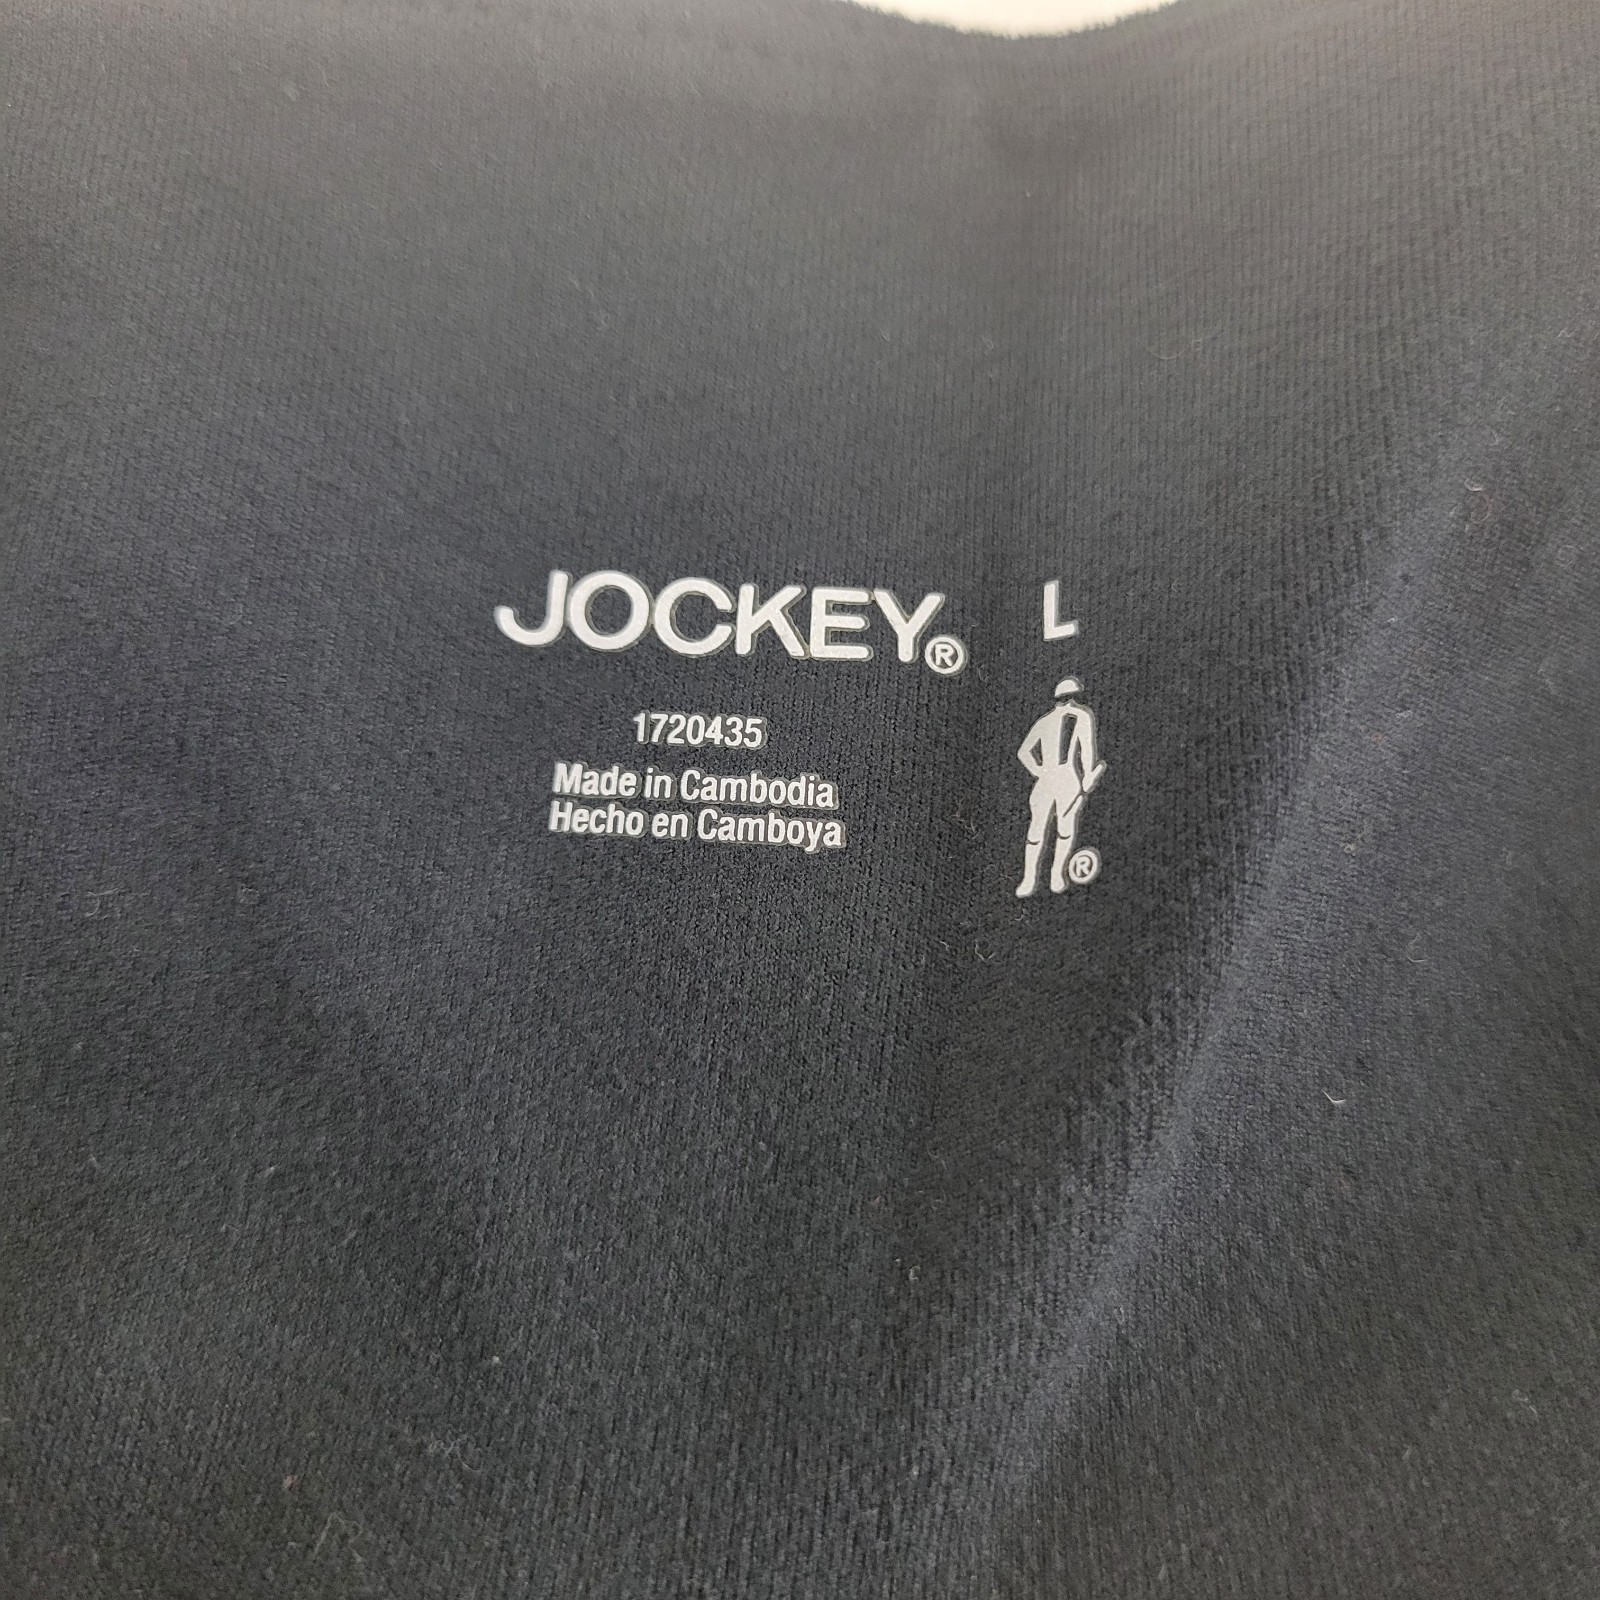 JOCKEY® L
1720435
Made in Cambodia
Hecho en Camboya
®